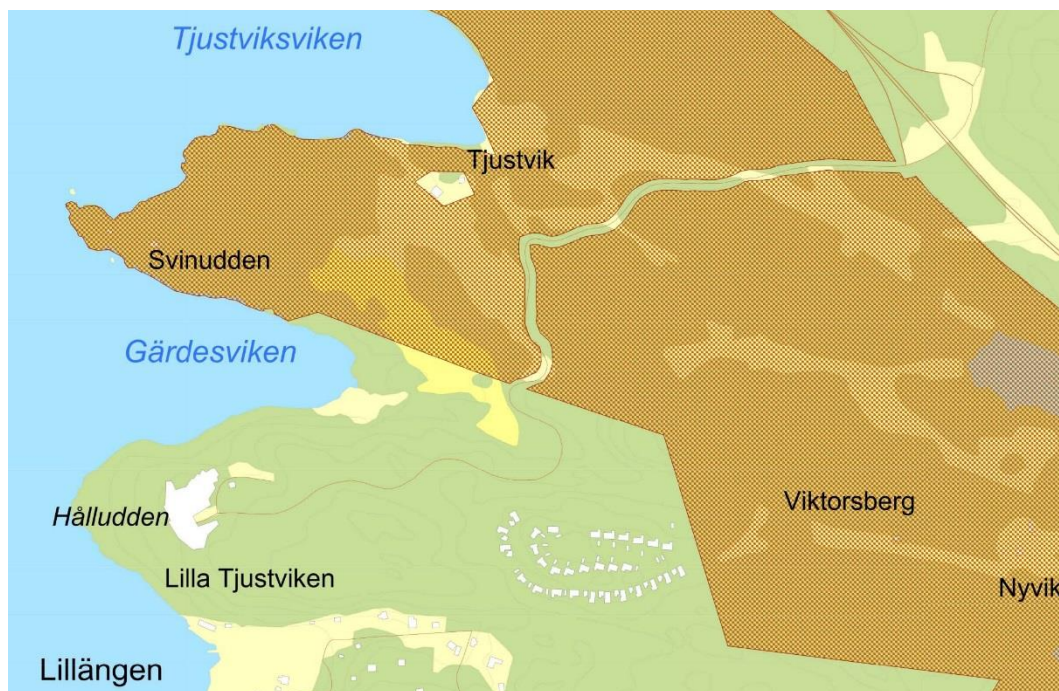 Tjustviksviken
Tjustvik
Svinudden
Gärdesviken
Viktorsberg
Hålludden
Lilla Tjustviken
Nyvik
Lillängen